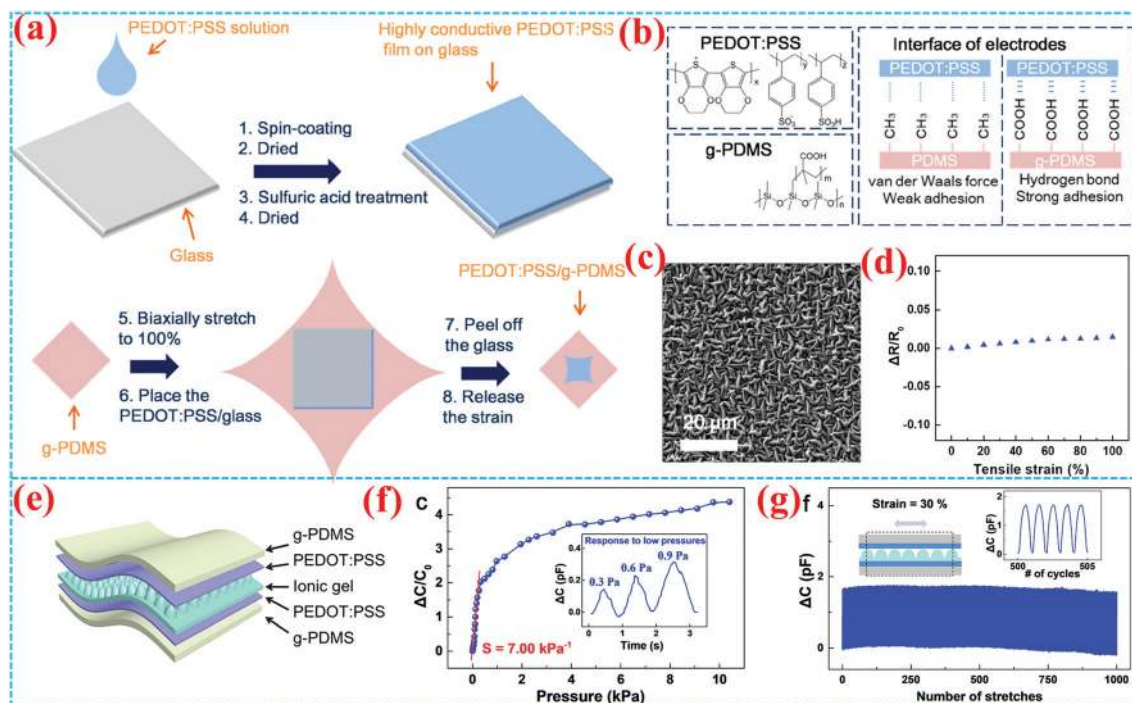 (a)
PEDOT:PSS solution
Highly conductive PEDOT:PSS
film on glass
1. Spin-coating
2. Dried
3. Sulfuric acid treatment
4. Dried
Glass
PEDOT:PSS/g-PDMS
5. Biaxially stretch
to 100%
6. Place the
PEDOT:PSS/glass
7. Peel off
the glass
8. Release
the strain
g-PDMS
(b)
PEDOT:PSS
SO3-
SO3H
g-PDMS
COOH
m
Si
O
Si
O
Si
O
n
Interface of electrodes
PEDOT:PSS
CH3
CH3
CH3
CH3
PDMS
van der Waals force
Weak adhesion
PEDOT:PSS
COOH
COOH
COOH
COOH
g-PDMS
Hydrogen bond
Strong adhesion
(c)
20 μm
(d)
ΔR/R0
0.10
0.05
0.00
-0.05
-0.10
0 20 40 60 80 100
Tensile strain (%)
(e)
g-PDMS
PEDOT:PSS
Ionic gel
PEDOT:PSS
g-PDMS
(f)
c
ΔC/C0
4
3
2
1
0
S = 7.00 kPa-1
0 2 4 6 8 10
Pressure (kPa)
Response to low pressures
0.3 Pa
0.6 Pa
0.9 Pa
ΔC (pF)
0.4
0.2
0.0
0 1 2 3
Time (s)
(g)
f
ΔC (pF)
4
2
0
Strain = 30 %
ΔC (pF)
2
1
0
500 505
# of cycles
0 250 500 750 1000
Number of stretches